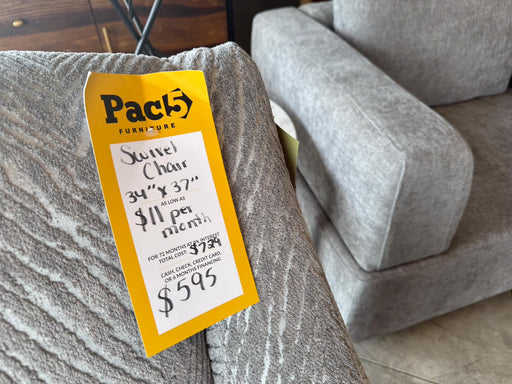 Pac5
FURNITURE
Swivel
Chair
34" x 37"
AS LOW AS
$11 per
month
FOR 72 MONTHS AT 0% INTEREST
TOTAL COST: $724
CASH, CHECK, CREDIT CARD,
OR 6 MONTHS FINANCING
$595